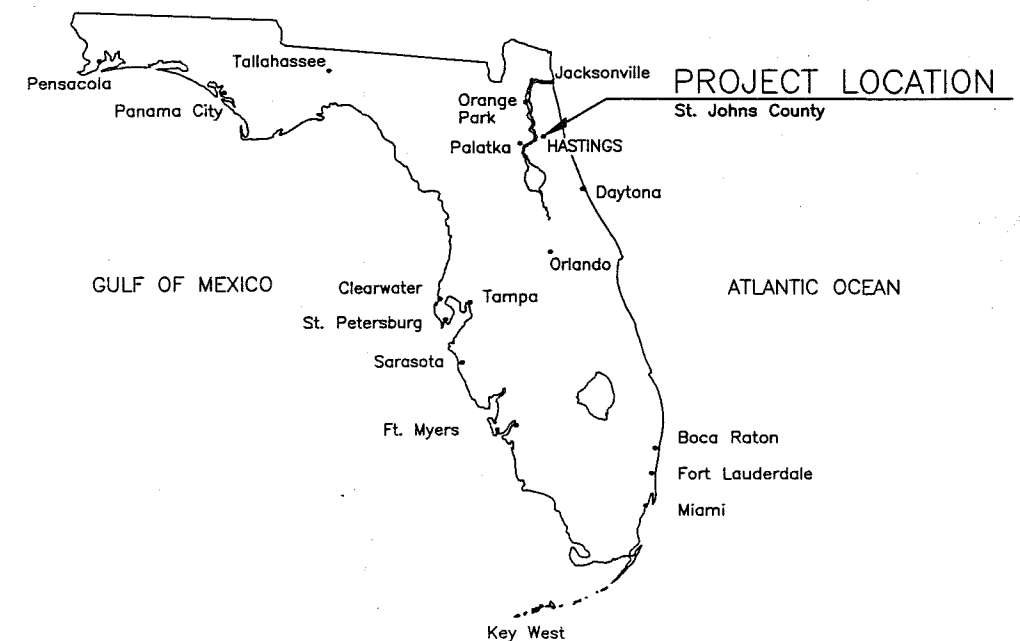 Tallahassee
Pensacola
Panama City
Jacksonville
PROJECT LOCATION
St. Johns County
Orange
Park
Palatka
HASTINGS
Daytona
Orlando
GULF OF MEXICO
ATLANTIC OCEAN
Clearwater
Tampa
St. Petersburg
Sarasota
Ft. Myers
Boca Raton
Fort Lauderdale
Miami
Key West